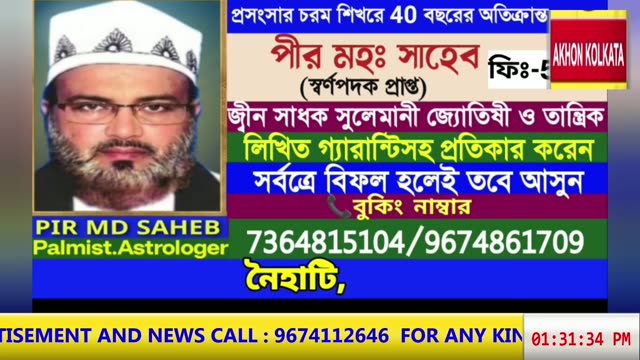 প্রসংসার চরম শিখরে 40 বছরের অতিক্রান্ত
AKHON KOLKATA
পীর মহঃ সাহেব
(স্বর্ণপদক প্রাপ্ত)
ফিঃ-5
জ্বীন সাধক সুলেমানী জ্যোতিষী ও তান্ত্রিক
লিখিত গ্যারান্টিসহ প্রতিকার করেন
সর্বত্রে বিফল হলেই তবে আসুন
বুকিং নাম্বার
PIR MD SAHEB
Palmist.Astrologer
7364815104/9674861709
নৈহাটি,
TISEMENT AND NEWS CALL : 9674112646 FOR ANY KIN
01:31:34 PM